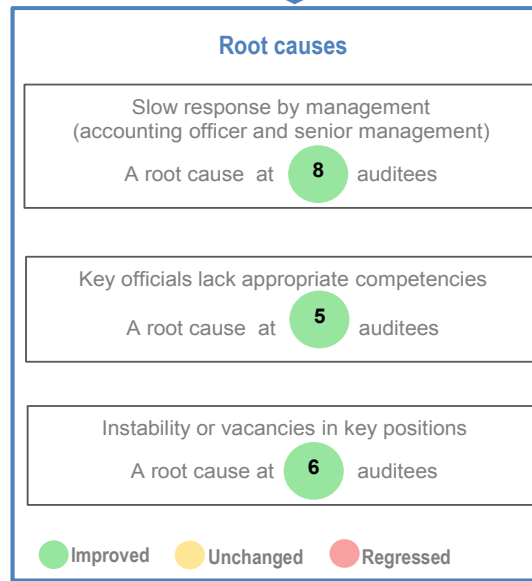 Root causes
Slow response by management
(accounting officer and senior management)
A root cause at 8 auditees
Key officials lack appropriate competencies
A root cause at 5 auditees
Instability or vacancies in key positions
A root cause at 6 auditees
Improved Unchanged Regressed